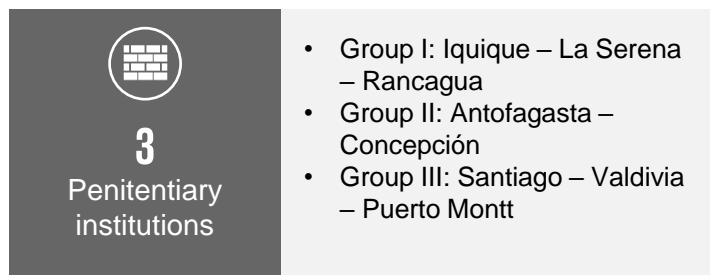 3
Penitentiary
institutions
• Group I: Iquique – La Serena
– Rancagua
• Group II: Antofagasta –
Concepción
• Group III: Santiago – Valdivia
– Puerto Montt